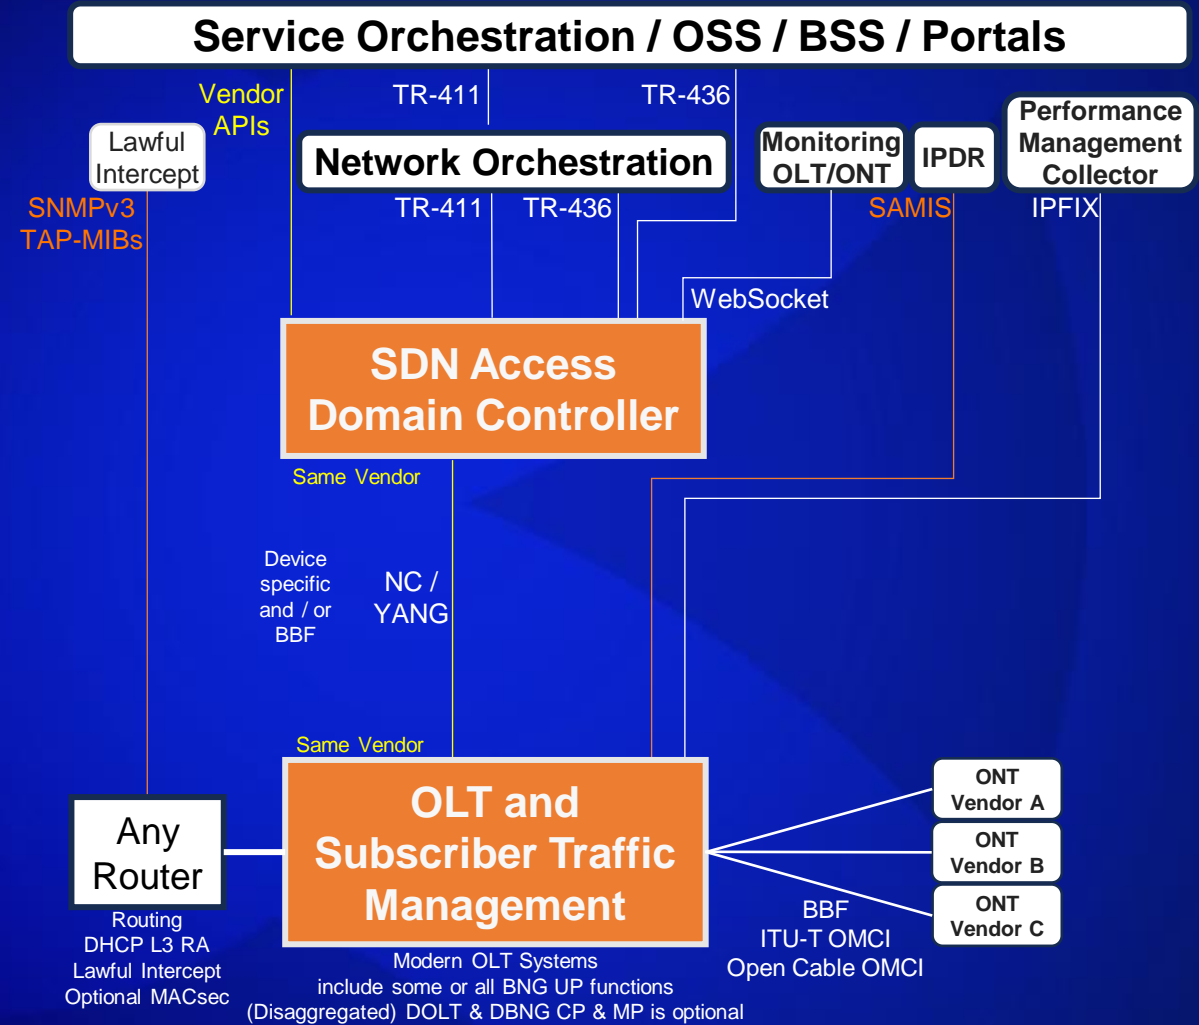 Service Orchestration / OSS / BSS / Portals
Vendor
APIs
TR-411
TR-436
Lawful
Intercept
Network Orchestration
Monitoring
OLT/ONT
IPDR
Performance
Management
Collector
SNMPv3
TAP-MIBs
TR-411
TR-436
SAMIS
IPFIX
WebSocket
SDN Access
Domain Controller
Same Vendor
Device
specific
and / or
BBF
NC /
YANG
Same Vendor
Any
Router
OLT and
Subscriber Traffic
Management
ONT
Vendor A
ONT
Vendor B
ONT
Vendor C
Routing
DHCP L3 RA
Lawful Intercept
Optional MACsec
BBF
ITU-T OMCI
Open Cable OMCI
Modern OLT Systems
include some or all BNG UP functions
(Disaggregated) DOLT & DBNG CP & MP is optional